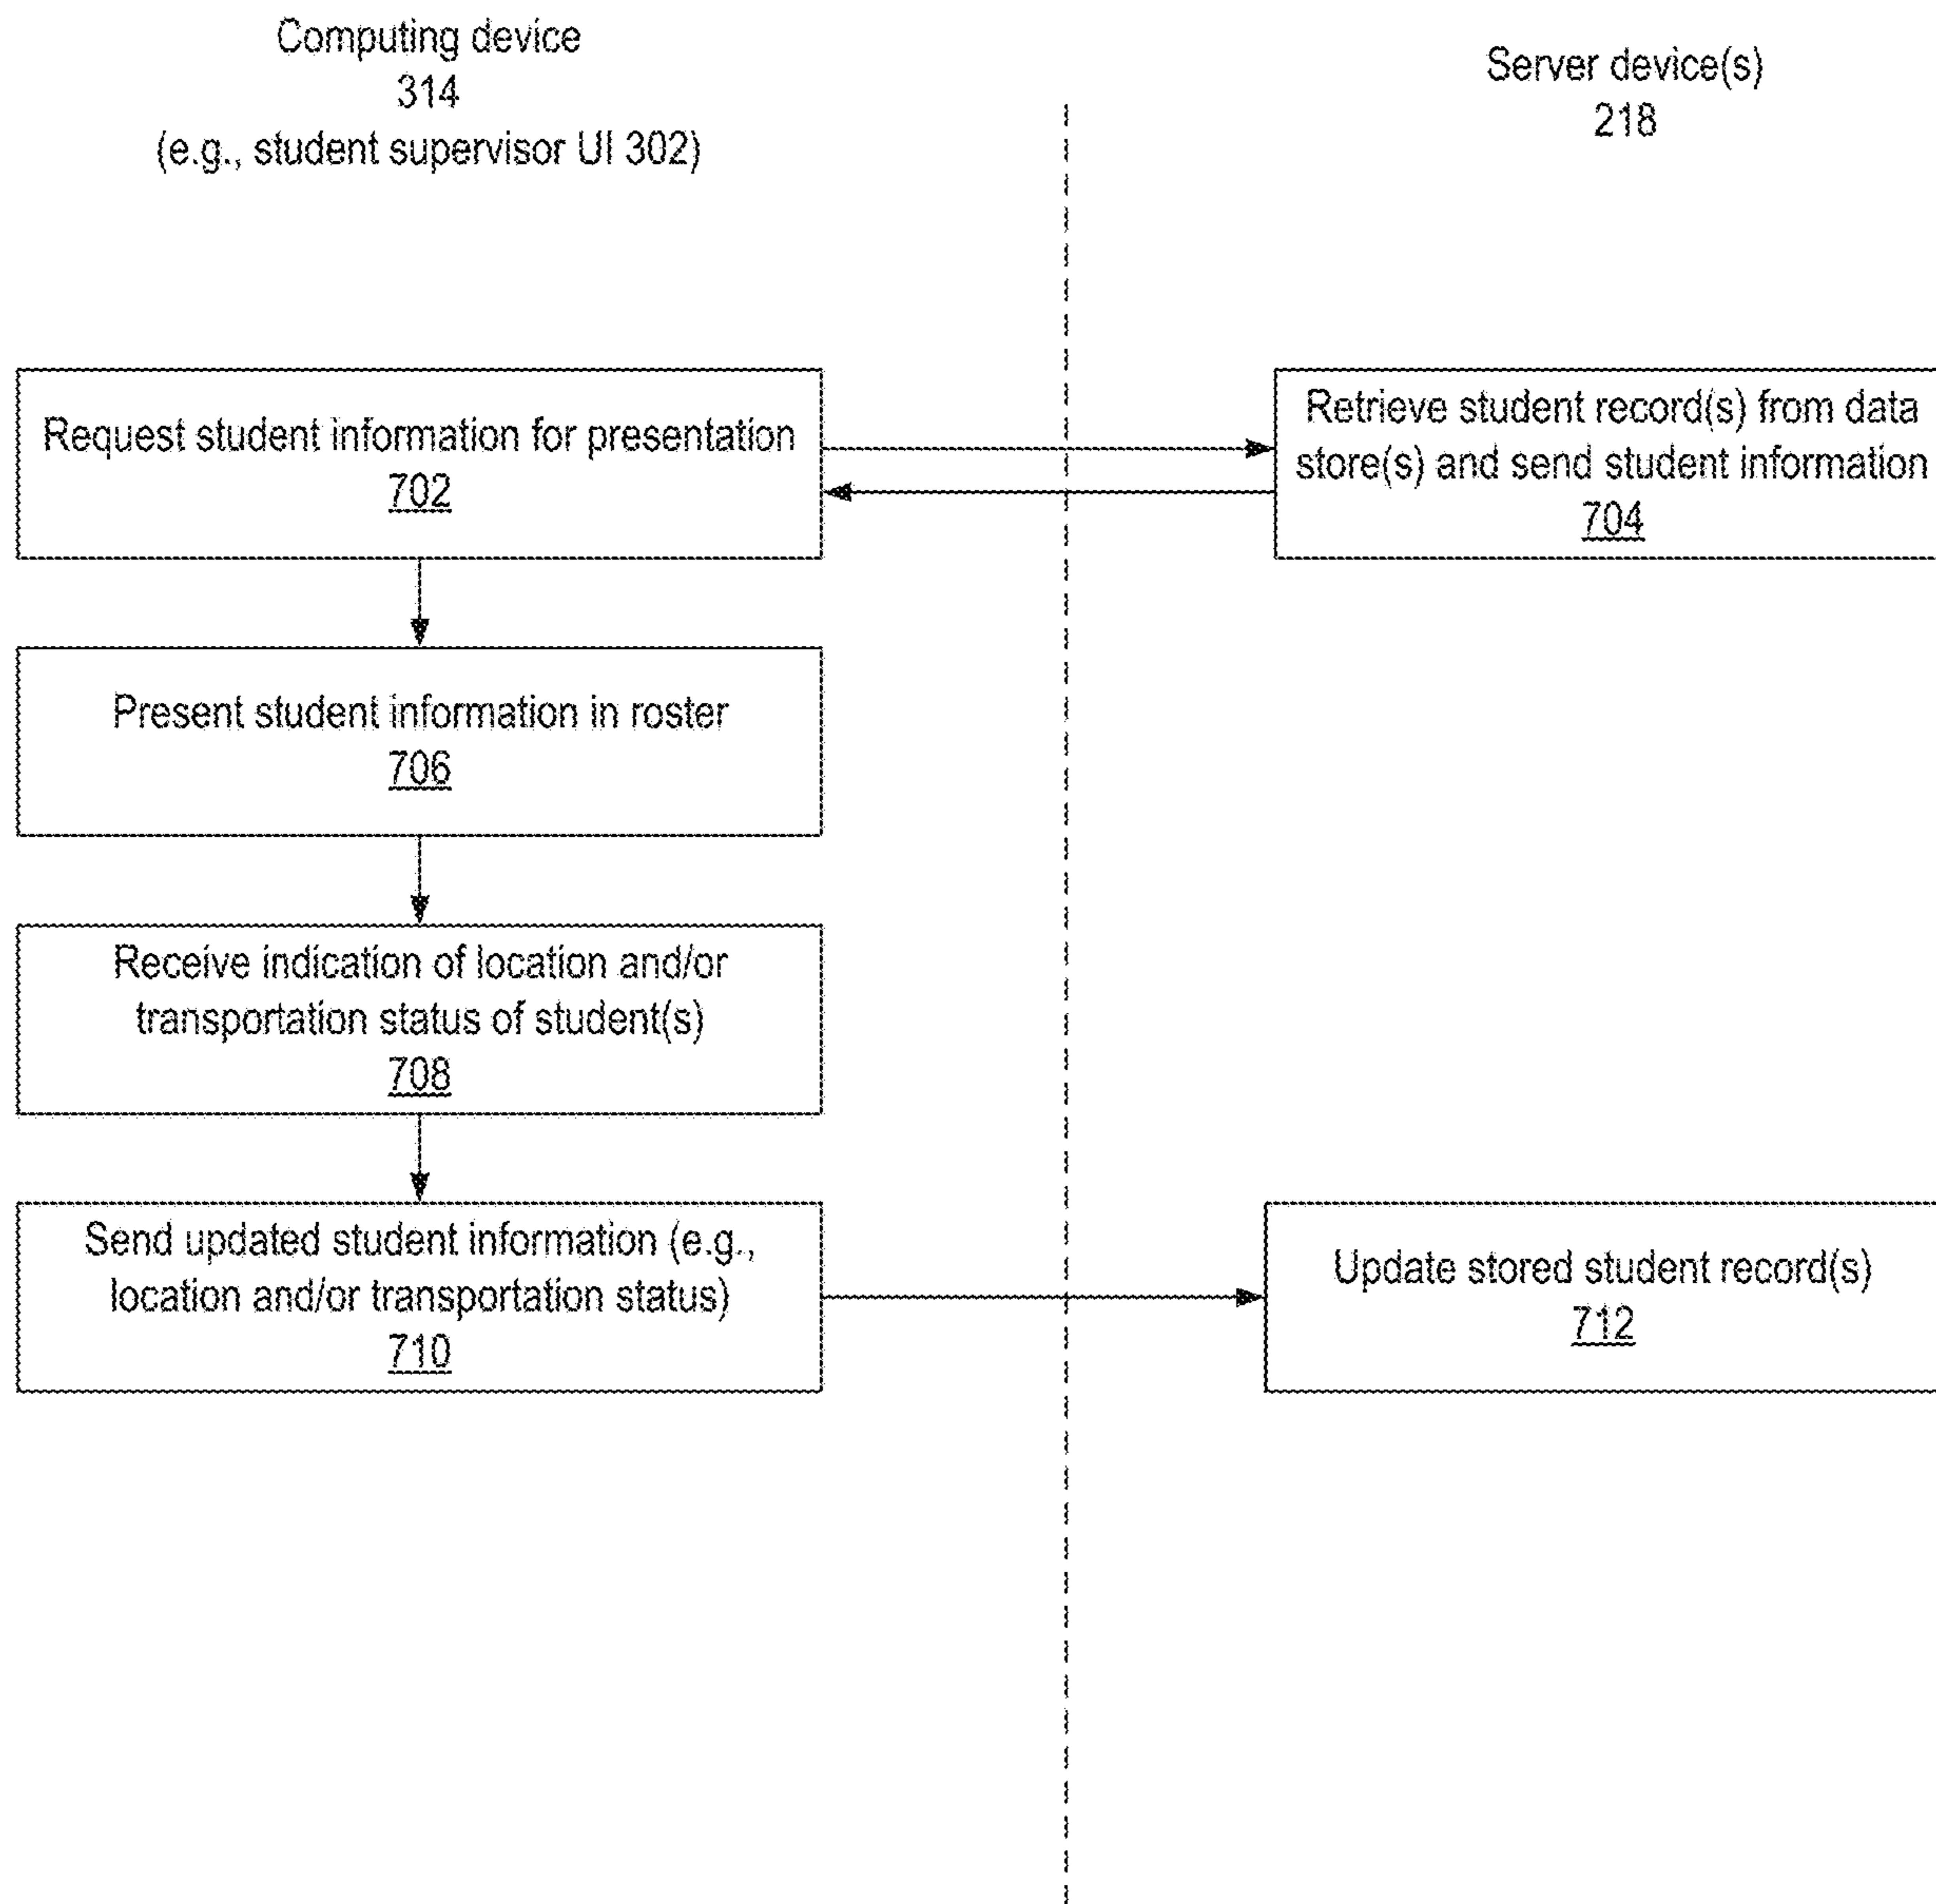 Computing device
314
(e.g., student supervisor UI 302)
Server device(s)
218
Request student information for presentation
702
Retrieve student record(s) from data
store(s) and send student information
704
Present student information in roster
706
Receive indication of location and/or
transportation status of student(s)
708
Send updated student information (e.g.,
location and/or transportation status)
710
Update stored student record(s)
712